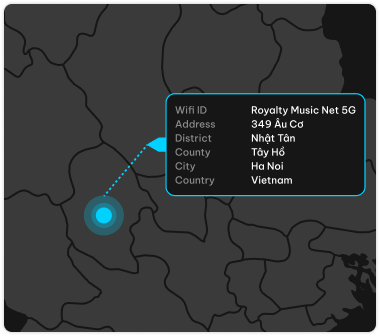 Wifi ID Royalty Music Net 5G
Address 349 Âu Cơ
District Nhật Tân
County Tây Hồ
City Ha Noi
Country Vietnam